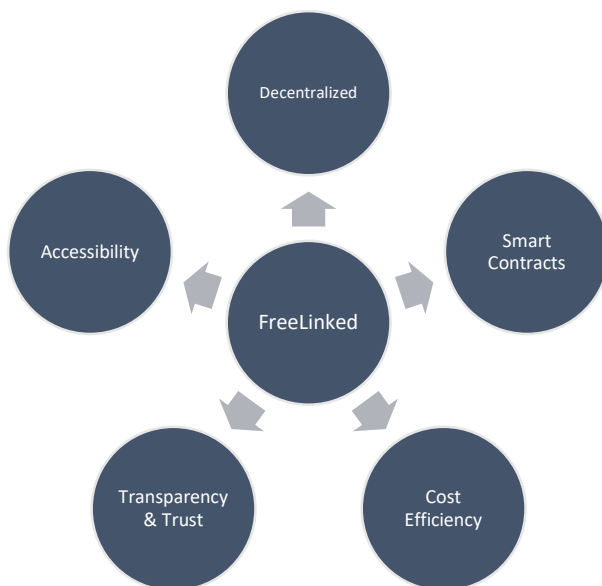 Decentralized
Accessibility
Smart
Contracts
FreeLinked
Transparency
& Trust
Cost
Efficiency